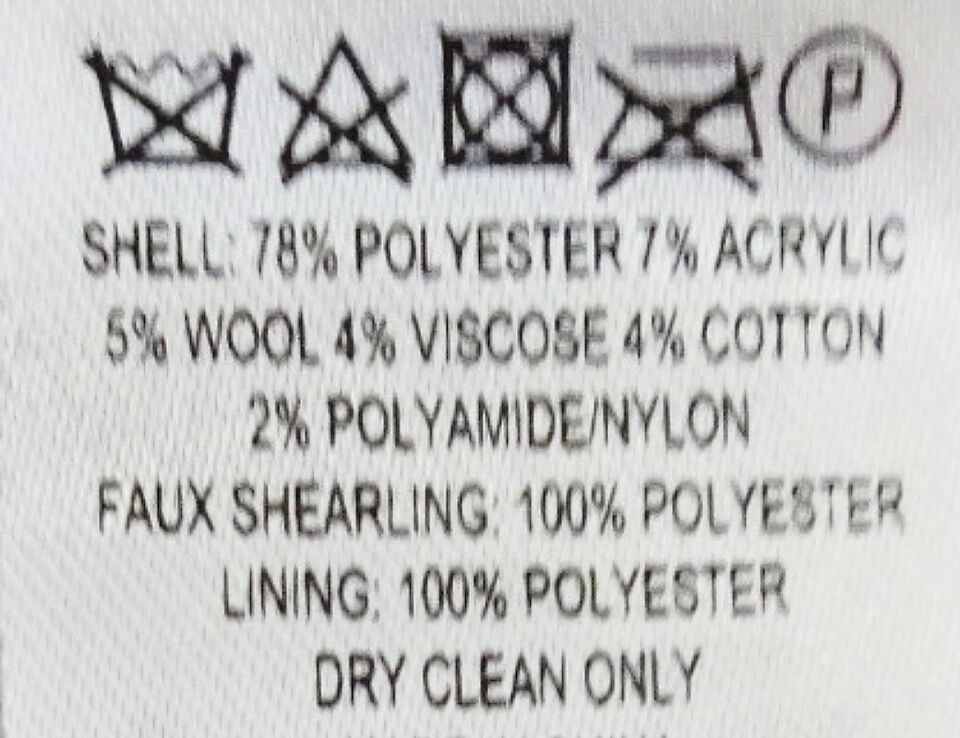 P
SHELL: 78% POLYESTER 7% ACRYLIC
5% WOOL 4% VISCOSE 4% COTTON
2% POLYAMIDE/NYLON
FAUX SHEARLING: 100% POLYESTER
LINING: 100% POLYESTER
DRY CLEAN ONLY